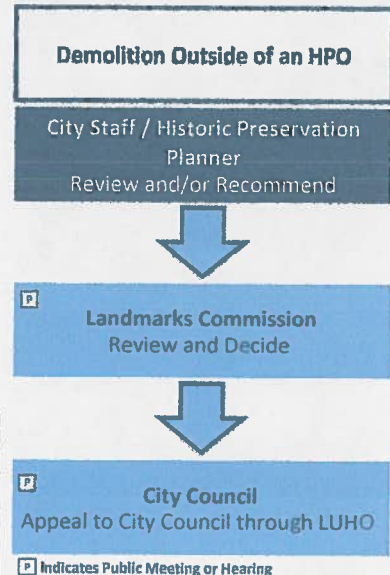 Demolition Outside of an HPO
City Staff / Historic Preservation
Planner
Review and/or Recommend
P
Landmarks Commission
Review and Decide
P
City Council
Appeal to City Council through LUHO
P Indicates Public Meeting or Hearing